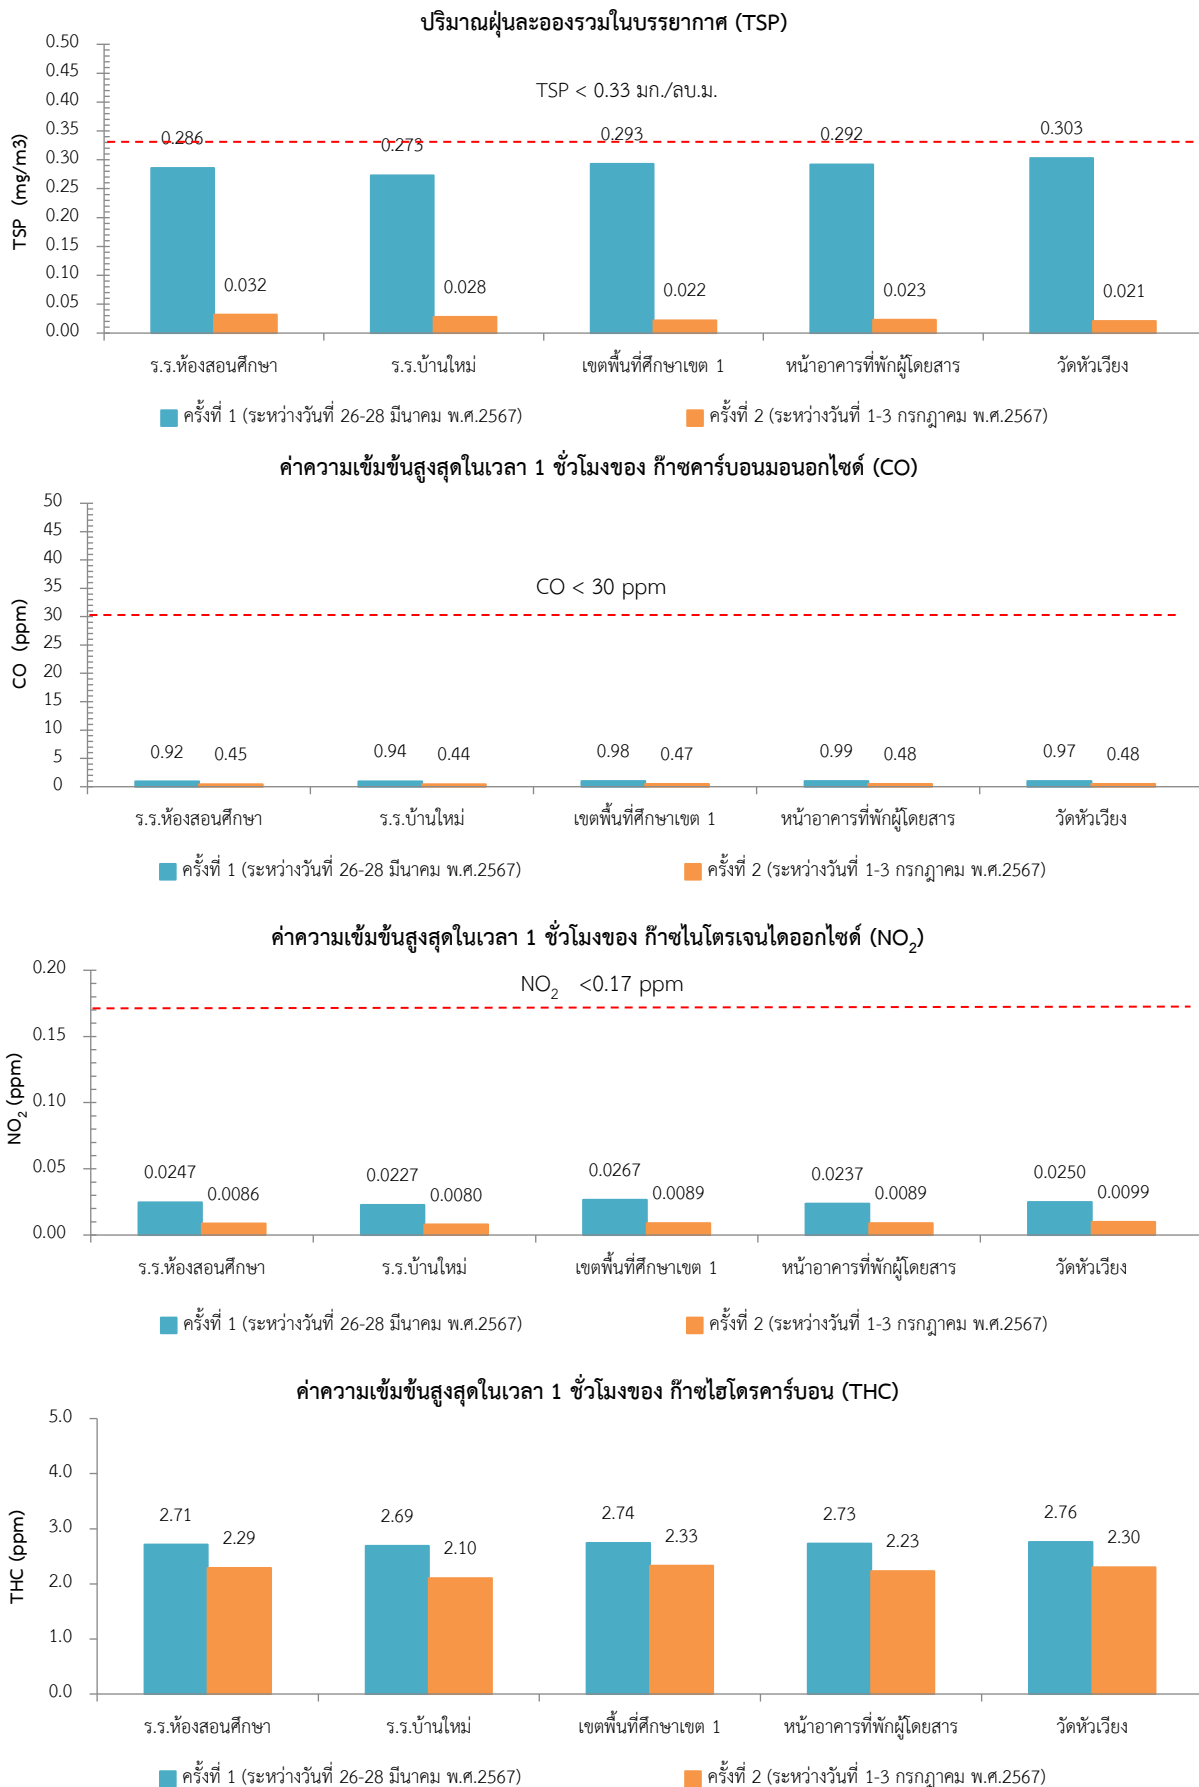 ปริมาณฝุ่นละอองรวมในบรรยากาศ (TSP)
TSP (mg/m3)
0.50
0.45
0.40
0.35
0.30
0.25
0.20
0.15
0.10
0.05
0.00
TSP < 0.33 มก./ลบ.ม.
0.286 0.273 0.293 0.292 0.303
0.032 0.028 0.022 0.023 0.021
ร.ร.ห้องสอนศึกษา ร.ร.บ้านใหม่ เขตพื้นที่ศึกษาเขต 1 หน้าอาคารที่พักผู้โดยสาร วัดหัวเวียง
ครั้งที่ 1 (ระหว่างวันที่ 26-28 มีนาคม พ.ศ.2567) ครั้งที่ 2 (ระหว่างวันที่ 1-3 กรกฎาคม พ.ศ.2567)
ค่าความเข้มข้นสูงสุดในเวลา 1 ชั่วโมงของ ก๊าซคาร์บอนมอนอกไซด์ (CO)
CO (ppm)
50
45
40
35
30
25
20
15
10
5
0
CO < 30 ppm
0.92 0.45 0.94 0.44 0.98 0.47 0.99 0.48 0.97 0.48
ร.ร.ห้องสอนศึกษา ร.ร.บ้านใหม่ เขตพื้นที่ศึกษาเขต 1 หน้าอาคารที่พักผู้โดยสาร วัดหัวเวียง
ครั้งที่ 1 (ระหว่างวันที่ 26-28 มีนาคม พ.ศ.2567) ครั้งที่ 2 (ระหว่างวันที่ 1-3 กรกฎาคม พ.ศ.2567)
ค่าความเข้มข้นสูงสุดในเวลา 1 ชั่วโมงของ ก๊าซไนโตรเจนไดออกไซด์ (NO₂)
NO₂ (ppm)
0.20
0.15
0.10
0.05
0.00
NO₂ <0.17 ppm
0.0247 0.0227 0.0267 0.0237 0.0250
0.0086 0.0080 0.0089 0.0089 0.0099
ร.ร.ห้องสอนศึกษา ร.ร.บ้านใหม่ เขตพื้นที่ศึกษาเขต 1 หน้าอาคารที่พักผู้โดยสาร วัดหัวเวียง
ครั้งที่ 1 (ระหว่างวันที่ 26-28 มีนาคม พ.ศ.2567) ครั้งที่ 2 (ระหว่างวันที่ 1-3 กรกฎาคม พ.ศ.2567)
ค่าความเข้มข้นสูงสุดในเวลา 1 ชั่วโมงของ ก๊าซไฮโดรคาร์บอน (THC)
THC (ppm)
5.0
4.0
3.0
2.0
1.0
0.0
2.71 2.69 2.74 2.73 2.76
2.29 2.10 2.33 2.23 2.30
ร.ร.ห้องสอนศึกษา ร.ร.บ้านใหม่ เขตพื้นที่ศึกษาเขต 1 หน้าอาคารที่พักผู้โดยสาร วัดหัวเวียง
ครั้งที่ 1 (ระหว่างวันที่ 26-28 มีนาคม พ.ศ.2567) ครั้งที่ 2 (ระหว่างวันที่ 1-3 กรกฎาคม พ.ศ.2567)